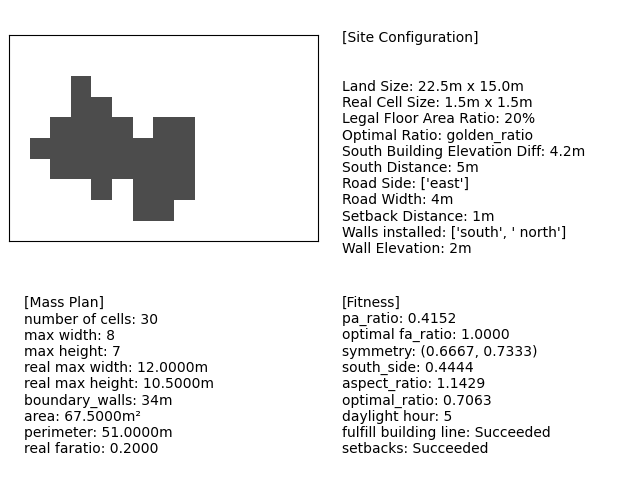 [Site Configuration]
Land Size: 22.5m x 15.0m
Real Cell Size: 1.5m x 1.5m
Legal Floor Area Ratio: 20%
Optimal Ratio: golden_ratio
South Building Elevation Diff: 4.2m
South Distance: 5m
Road Side: ['east']
Road Width: 4m
Setback Distance: 1m
Walls installed: ['south', ' north']
Wall Elevation: 2m
[Mass Plan]
number of cells: 30
max width: 8
max height: 7
real max width: 12.0000m
real max height: 10.5000m
boundary_walls: 34m
area: 67.5000m²
perimeter: 51.0000m
real faratio: 0.2000
[Fitness]
pa_ratio: 0.4152
optimal fa_ratio: 1.0000
symmetry: (0.6667, 0.7333)
south_side: 0.4444
aspect_ratio: 1.1429
optimal_ratio: 0.7063
daylight hour: 5
fulfill building line: Succeeded
setbacks: Succeeded